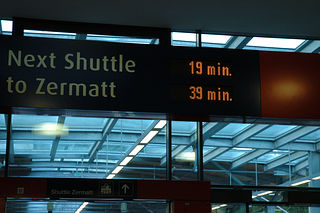 Next Shuttle 19 min.
to Zermatt 39 min.
Shuttle Zermatt